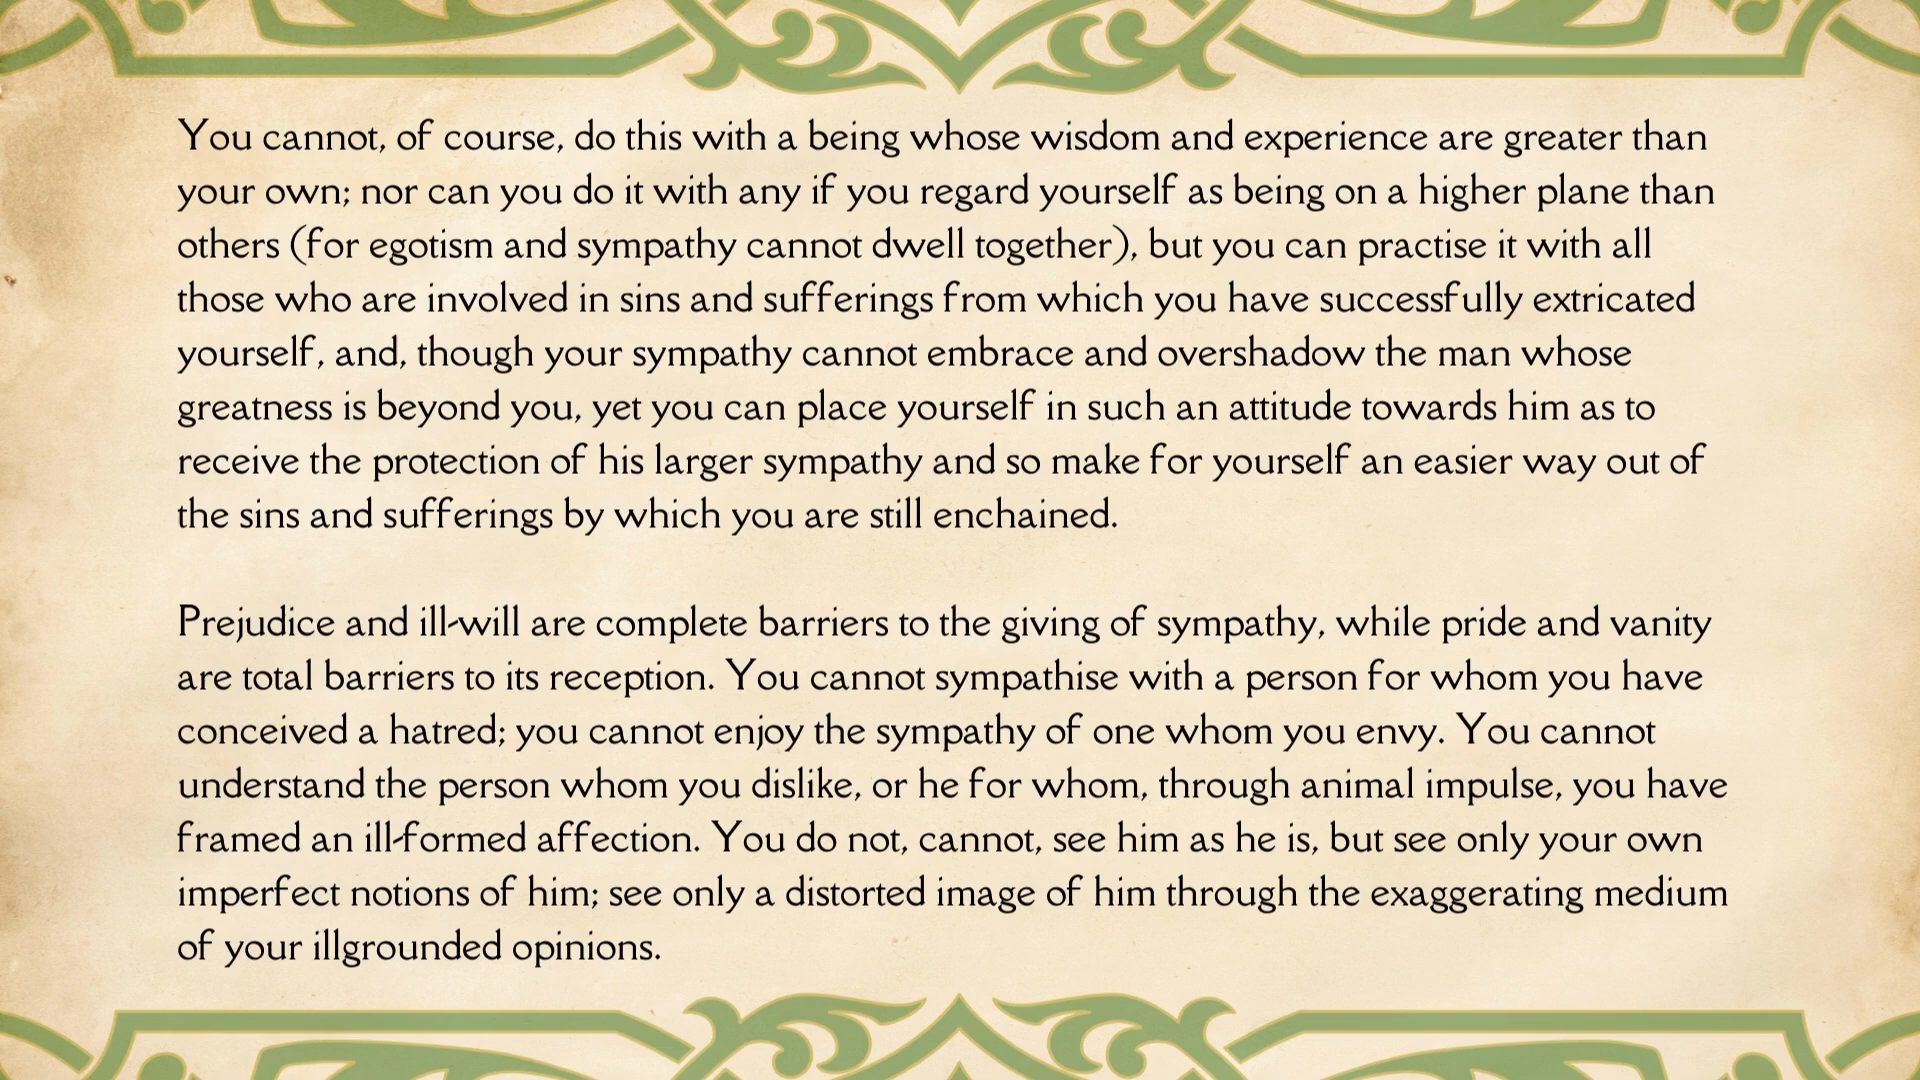 You cannot, of course, do this with a being whose wisdom and experience are greater than
your own; nor can you do it with any if you regard yourself as being on a higher plane than
others (for egotism and sympathy cannot dwell together), but you can practise it with all
those who are involved in sins and sufferings from which you have successfully extricated
yourself, and, though your sympathy cannot embrace and overshadow the man whose
greatness is beyond you, yet you can place yourself in such an attitude towards him as to
receive the protection of his larger sympathy and so make for yourself an easier way out of
the sins and sufferings by which you are still enchained.

Prejudice and ill-will are complete barriers to the giving of sympathy, while pride and vanity
are total barriers to its reception. You cannot sympathise with a person for whom you have
conceived a hatred; you cannot enjoy the sympathy of one whom you envy. You cannot
understand the person whom you dislike, or he for whom, through animal impulse, you have
framed an ill-formed affection. You do not, cannot, see him as he is, but see only your own
imperfect notions of him; see only a distorted image of him through the exaggerating medium
of your illgrounded opinions.